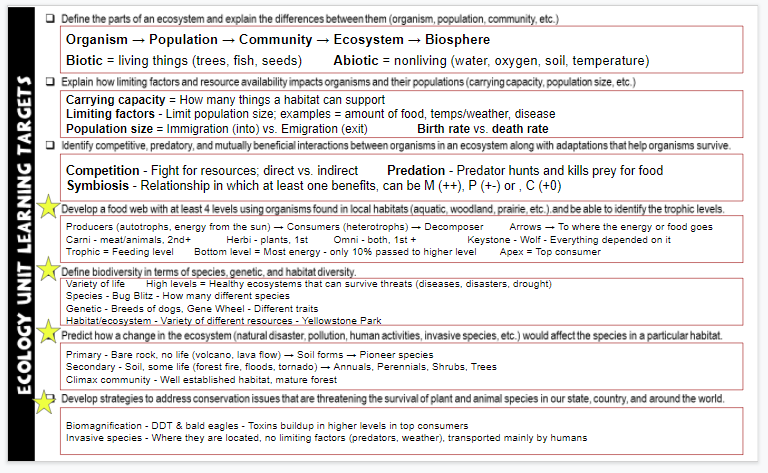 ECOLOGY UNIT LEARNING TARGETS
Define the parts of an ecosystem and explain the differences between them (organism, population, community, etc.)
Organism → Population → Community → Ecosystem → Biosphere
Biotic = living things (trees, fish, seeds) Abiotic = nonliving (water, oxygen, soil, temperature)
Explain how limiting factors and resource availability impacts organisms and their populations (carrying capacity, population size, etc.)
Carrying capacity = How many things a habitat can support
Limiting factors - Limit population size; examples = amount of food, temps/weather, disease
Population size = Immigration (into) vs. Emigration (exit) Birth rate vs. death rate
Identify competitive, predatory, and mutually beneficial interactions between organisms in an ecosystem along with adaptations that help organisms survive.
Competition - Fight for resources; direct vs. indirect Predation - Predator hunts and kills prey for food
Symbiosis - Relationship in which at least one benefits, can be M (++), P (+-) or , C (+0)
Develop a food web with at least 4 levels using organisms found in local habitats (aquatic, woodland, prairie, etc.).and be able to identify the trophic levels.
Producers (autotrophs, energy from the sun) → Consumers (heterotrophs) → Decomposer Arrows → To where the energy or food goes
Carni - meat/animals, 2nd+ Herbi - plants, 1st Omni - both, 1st + Keystone - Wolf - Everything depended on it
Trophic = Feeding level Bottom level = Most energy - only 10% passed to higher level Apex = Top consumer
Define biodiversity in terms of species, genetic, and habitat diversity.
Variety of life High levels = Healthy ecosystems that can survive threats (diseases, disasters, drought)
Species - Bug Blitz - How many different species
Genetic - Breeds of dogs, Gene Wheel - Different traits
Habitat/ecosystem - Variety of different resources - Yellowstone Park
Predict how a change in the ecosystem (natural disaster, pollution, human activities, invasive species, etc.) would affect the species in a particular habitat.
Primary - Bare rock, no life (volcano, lava flow) → Soil forms → Pioneer species
Secondary - Soil, some life (forest fire, floods, tornado) → Annuals, Perennials, Shrubs, Trees
Climax community - Well established habitat, mature forest
Develop strategies to address conservation issues that are threatening the survival of plant and animal species in our state, country, and around the world.
Biomagnification - DDT & bald eagles - Toxins buildup in higher levels in top consumers
Invasive species - Where they are located, no limiting factors (predators, weather), transported mainly by humans